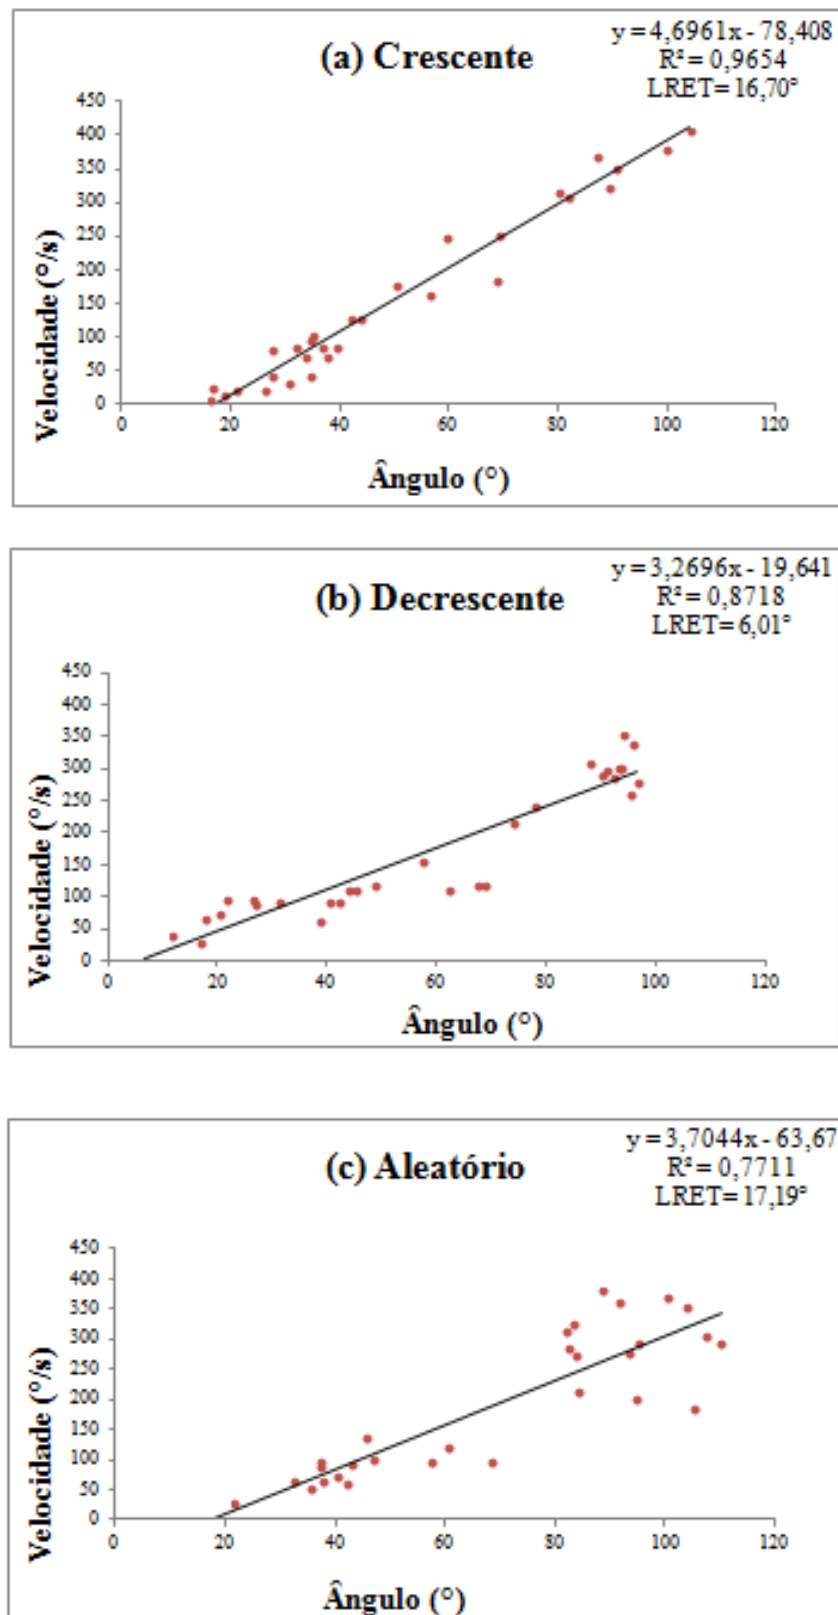 y = 4,6961x - 78,408
(a) Crescente
R² = 0,9654
LRET= 16,70°
450
400
350
300
250
200
150
100
50
0
Velocidade (°/s)
0 20 40 60 80 100 120
Ângulo (°)
y = 3,2696x - 19,641
(b) Decrescente
R² = 0,8718
LRET= 6,01°
450
400
350
300
250
200
150
100
50
0
Velocidade (°/s)
0 20 40 60 80 100 120
Ângulo (°)
y = 3,7044x - 63,67
(c) Aleatório
R² = 0,7711
LRET= 17,19°
450
400
350
300
250
200
150
100
50
0
Velocidade (°/s)
0 20 40 60 80 100 120
Ângulo (°)